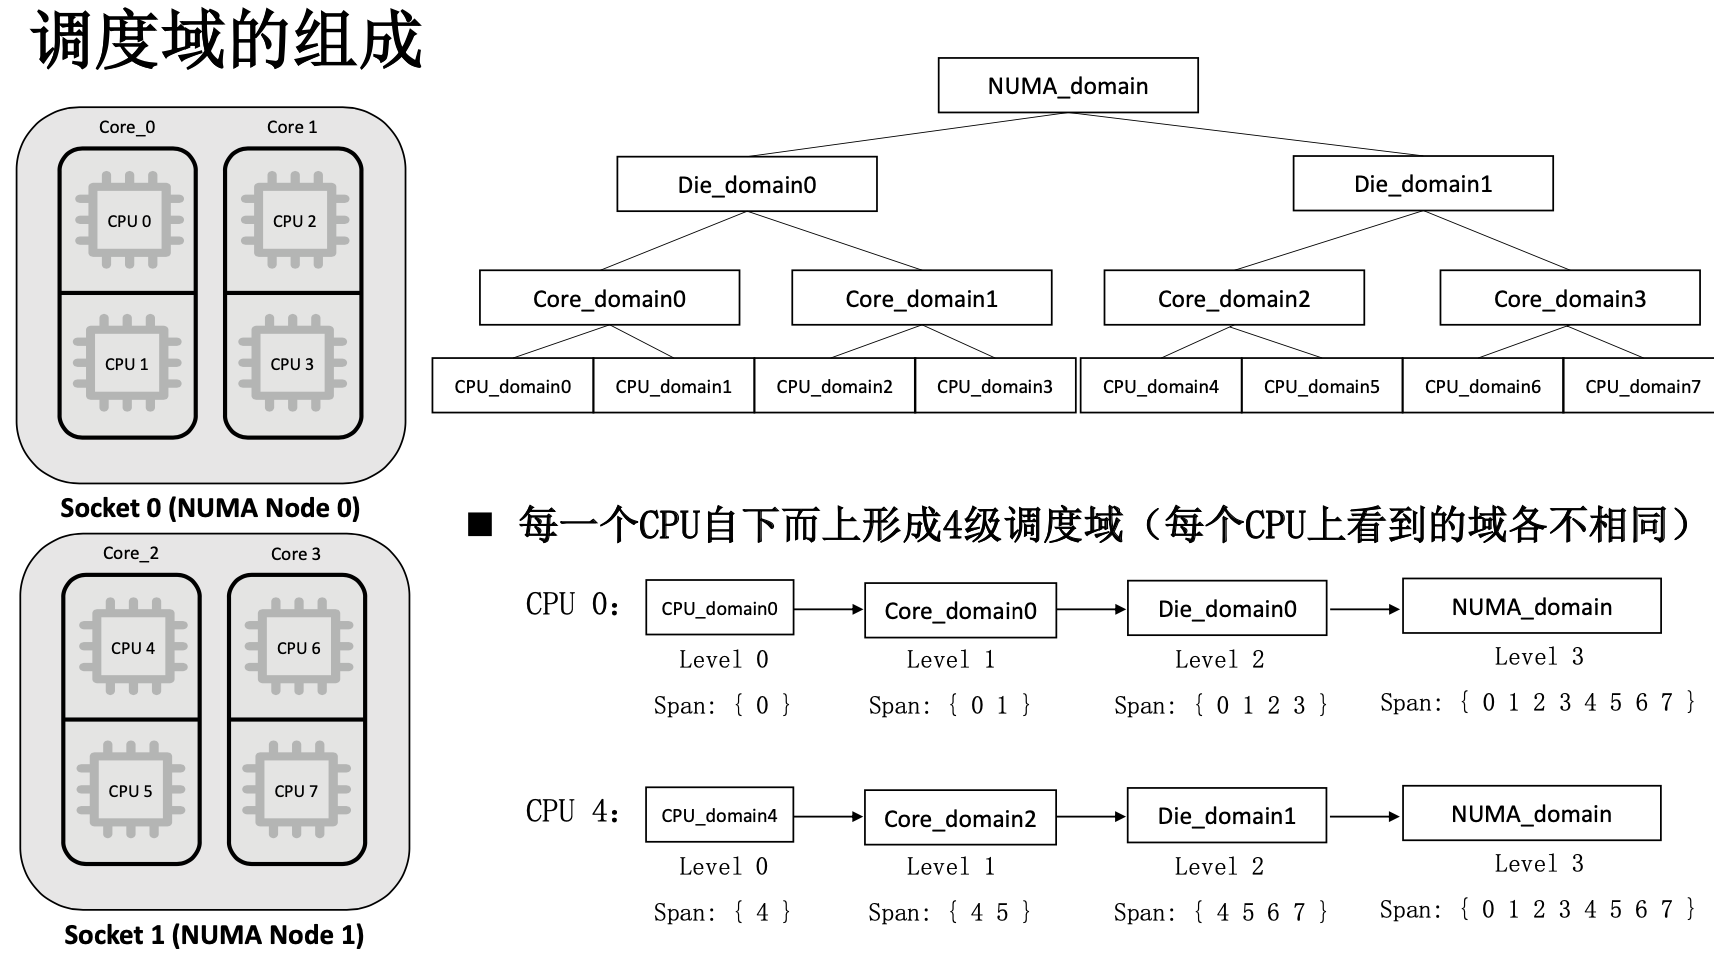 调度域的组成
Core_0
Core 1
CPU 0
CPU 2
CPU 1
CPU 3
Socket 0 (NUMA Node 0)
Core_2
Core 3
CPU 4
CPU 6
CPU 5
CPU 7
Socket 1 (NUMA Node 1)
NUMA_domain
Die_domain0
Die_domain1
Core_domain0
Core_domain1
Core_domain2
Core_domain3
CPU_domain0
CPU_domain1
CPU_domain2
CPU_domain3
CPU_domain4
CPU_domain5
CPU_domain6
CPU_domain7
■ 每一个CPU自下而上形成4级调度域（每个CPU上看到的域各不相同）
CPU 0：
CPU_domain0
Core_domain0
Die_domain0
NUMA_domain
Level 0
Level 1
Level 2
Level 3
Span: { 0 }
Span: { 0 1 }
Span: { 0 1 2 3 }
Span: { 0 1 2 3 4 5 6 7 }
CPU 4：
CPU_domain4
Core_domain2
Die_domain1
NUMA_domain
Level 0
Level 1
Level 2
Level 3
Span: { 4 }
Span: { 4 5 }
Span: { 4 5 6 7 }
Span: { 0 1 2 3 4 5 6 7 }